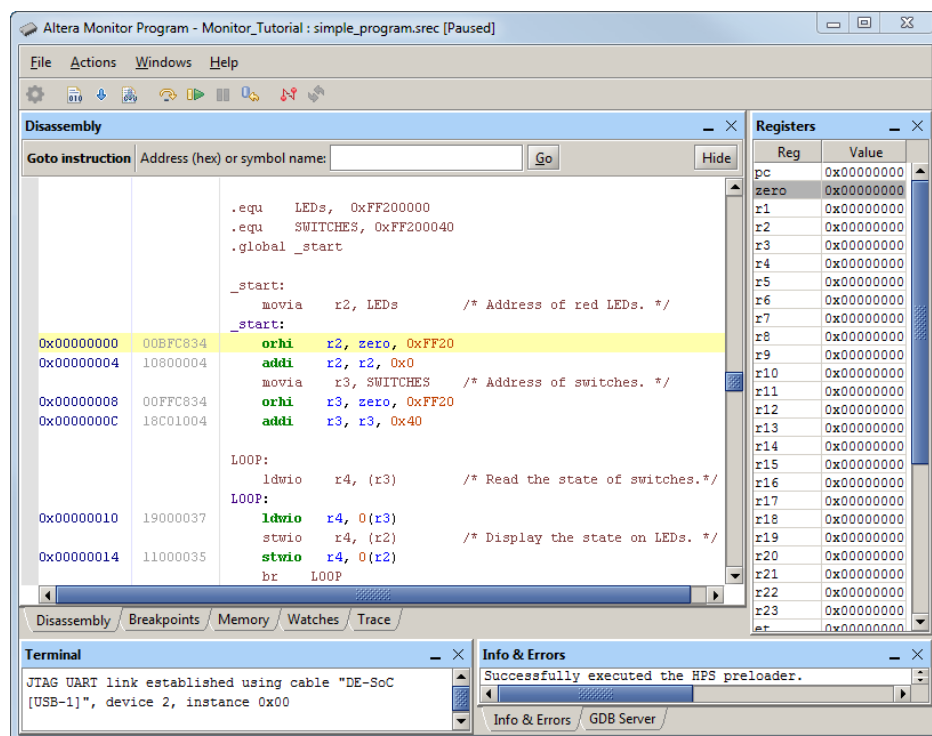 Altera Monitor Program - Monitor_Tutorial : simple_program.srec [Paused]
File Actions Windows Help
Disassembly
Goto instruction Address (hex) or symbol name: Go Hide
.equ LEDs, 0xFF200000
.equ SWITCHES, 0xFF200040
.global _start
_start:
movia r2, LEDs /* Address of red LEDs. */
_start:
0x00000000 00BFC834 orhi r2, zero, 0xFF20
0x00000004 10800004 addi r2, r2, 0x0
movia r3, SWITCHES /* Address of switches. */
0x00000008 00FFC834 orhi r3, zero, 0xFF20
0x0000000C 18C01004 addi r3, r3, 0x40
LOOP:
ldwio r4, (r3) /* Read the state of switches.*/
LOOP:
0x00000010 19000037 ldwio r4, 0(r3)
stwio r4, (r2) /* Display the state on LEDs. */
0x00000014 11000035 stwio r4, 0(r2)
br LOOP
Disassembly Breakpoints Memory Watches Trace
Registers
Reg Value
pc 0x00000000
zero 0x00000000
r1 0x00000000
r2 0x00000000
r3 0x00000000
r4 0x00000000
r5 0x00000000
r6 0x00000000
r7 0x00000000
r8 0x00000000
r9 0x00000000
r10 0x00000000
r11 0x00000000
r12 0x00000000
r13 0x00000000
r14 0x00000000
r15 0x00000000
r16 0x00000000
r17 0x00000000
r18 0x00000000
r19 0x00000000
r20 0x00000000
r21 0x00000000
r22 0x00000000
r23 0x00000000
et 0x00000000
Terminal
JTAG UART link established using cable "DE-SoC
[USB-1]", device 2, instance 0x00
Info & Errors
Successfully executed the HPS preloader.
Info & Errors GDB Server